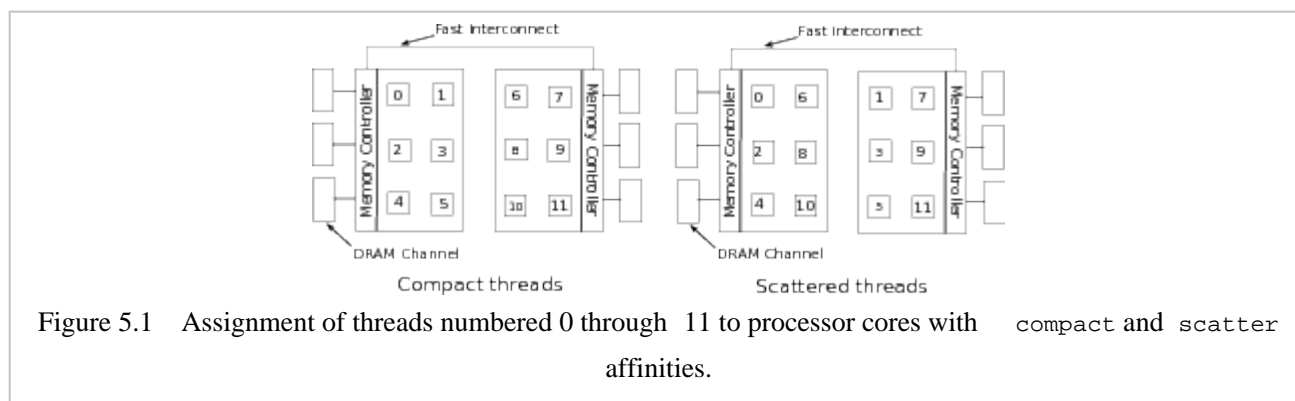 Fast Interconnect
Memory Controller
0 1
2 3
4 5
6 7
8 9
10 11
Memory Controller
DRAM Channel
Compact threads
Fast Interconnect
Memory Controller
0 6
2 8
4 10
1 7
3 9
5 11
Memory Controller
DRAM Channel
Scattered threads
Figure 5.1 Assignment of threads numbered 0 through 11 to processor cores with compact and scatter
affinities.